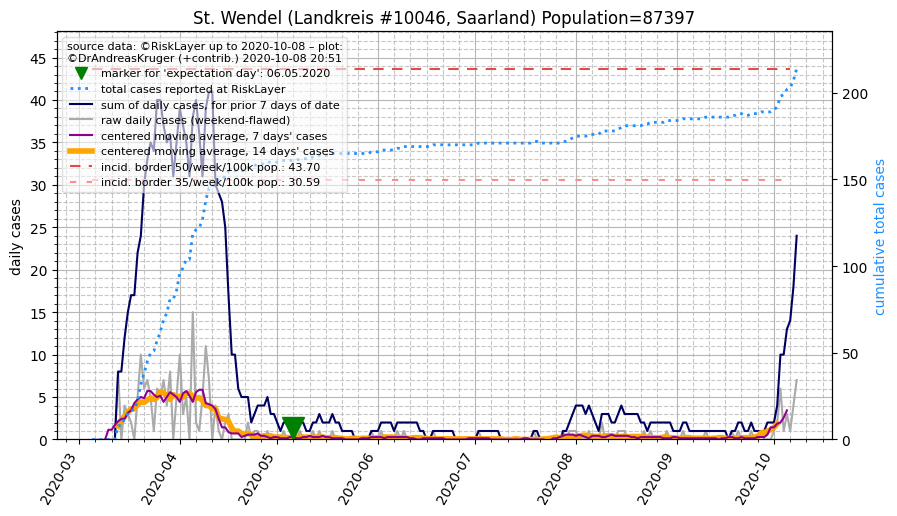 St. Wendel (Landkreis #10046, Saarland) Population=87397
source data: ©RiskLayer up to 2020-10-08 – plot:
©DrAndreasKruger (+contrib.) 2020-10-08 20:51
marker for 'expectation day': 06.05.2020
total cases reported at RiskLayer
sum of daily cases, for prior 7 days of date
raw daily cases (weekend-flawed)
centered moving average, 7 days' cases
centered moving average, 14 days' cases
incid. border 50/week/100k pop.: 43.70
incid. border 35/week/100k pop.: 30.59
daily cases
45
40
35
30
25
20
15
10
5
0
cumulative total cases
200
150
100
50
0
2020-03
2020-04
2020-05
2020-06
2020-07
2020-08
2020-09
2020-10